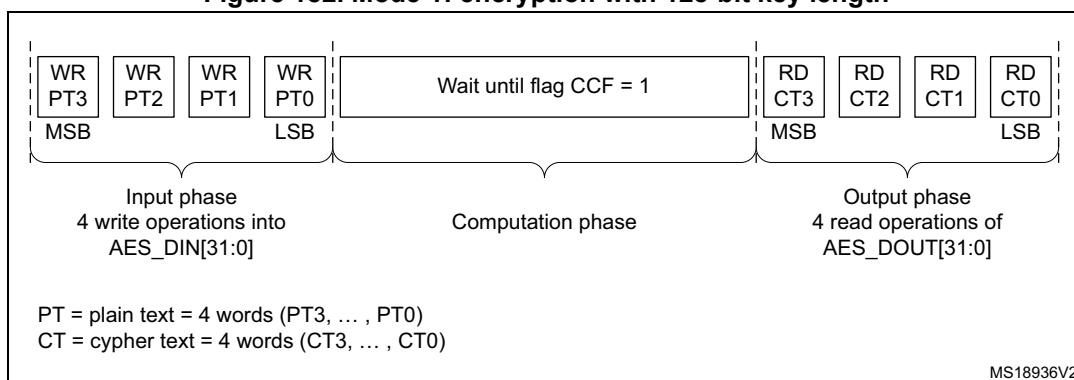 WR WR WR WR RD RD RD RD
PT3 PT2 PT1 PT0 Wait until flag CCF = 1 CT3 CT2 CT1 CT0
MSB LSB MSB LSB
Input phase Output phase
4 write operations into Computation phase 4 read operations of
AES_DIN[31:0] AES_DOUT[31:0]
PT = plain text = 4 words (PT3, … , PT0)
CT = cypher text = 4 words (CT3, … , CT0)
MS18936V2